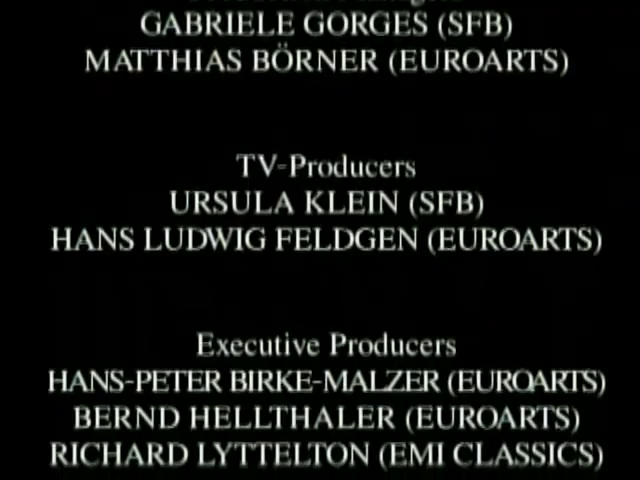 GABRIELE GORGES (SFB)
MATTHIAS BÖRNER (EUROARTS)
TV-Producers
URSULA KLEIN (SFB)
HANS LUDWIG FELDGEN (EUROARTS)
Executive Producers
HANS-PETER BIRKE-MALZER (EUROARTS)
BERND HELLTHALER (EUROARTS)
RICHARD LYTTELTON (EMI CLASSICS)